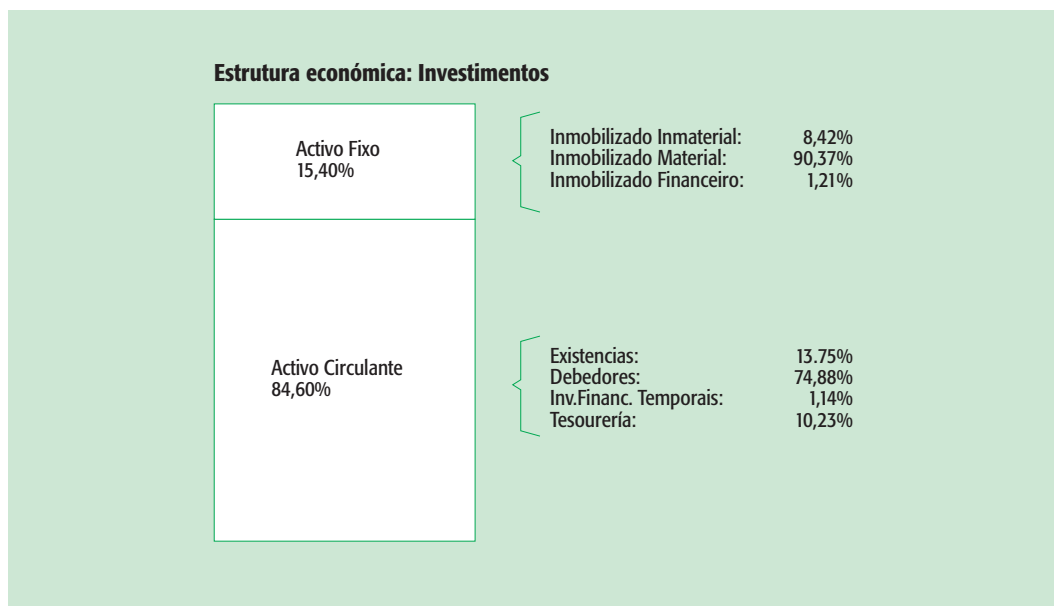 Estrutura económica: Investimentos
Activo Fixo
15,40%
Inmobilizado Inmaterial: 8,42%
Inmobilizado Material: 90,37%
Inmobilizado Financeiro: 1,21%
Activo Circulante
84,60%
Existencias: 13.75%
Debedores: 74,88%
Inv.Financ. Temporais: 1,14%
Tesourería: 10,23%